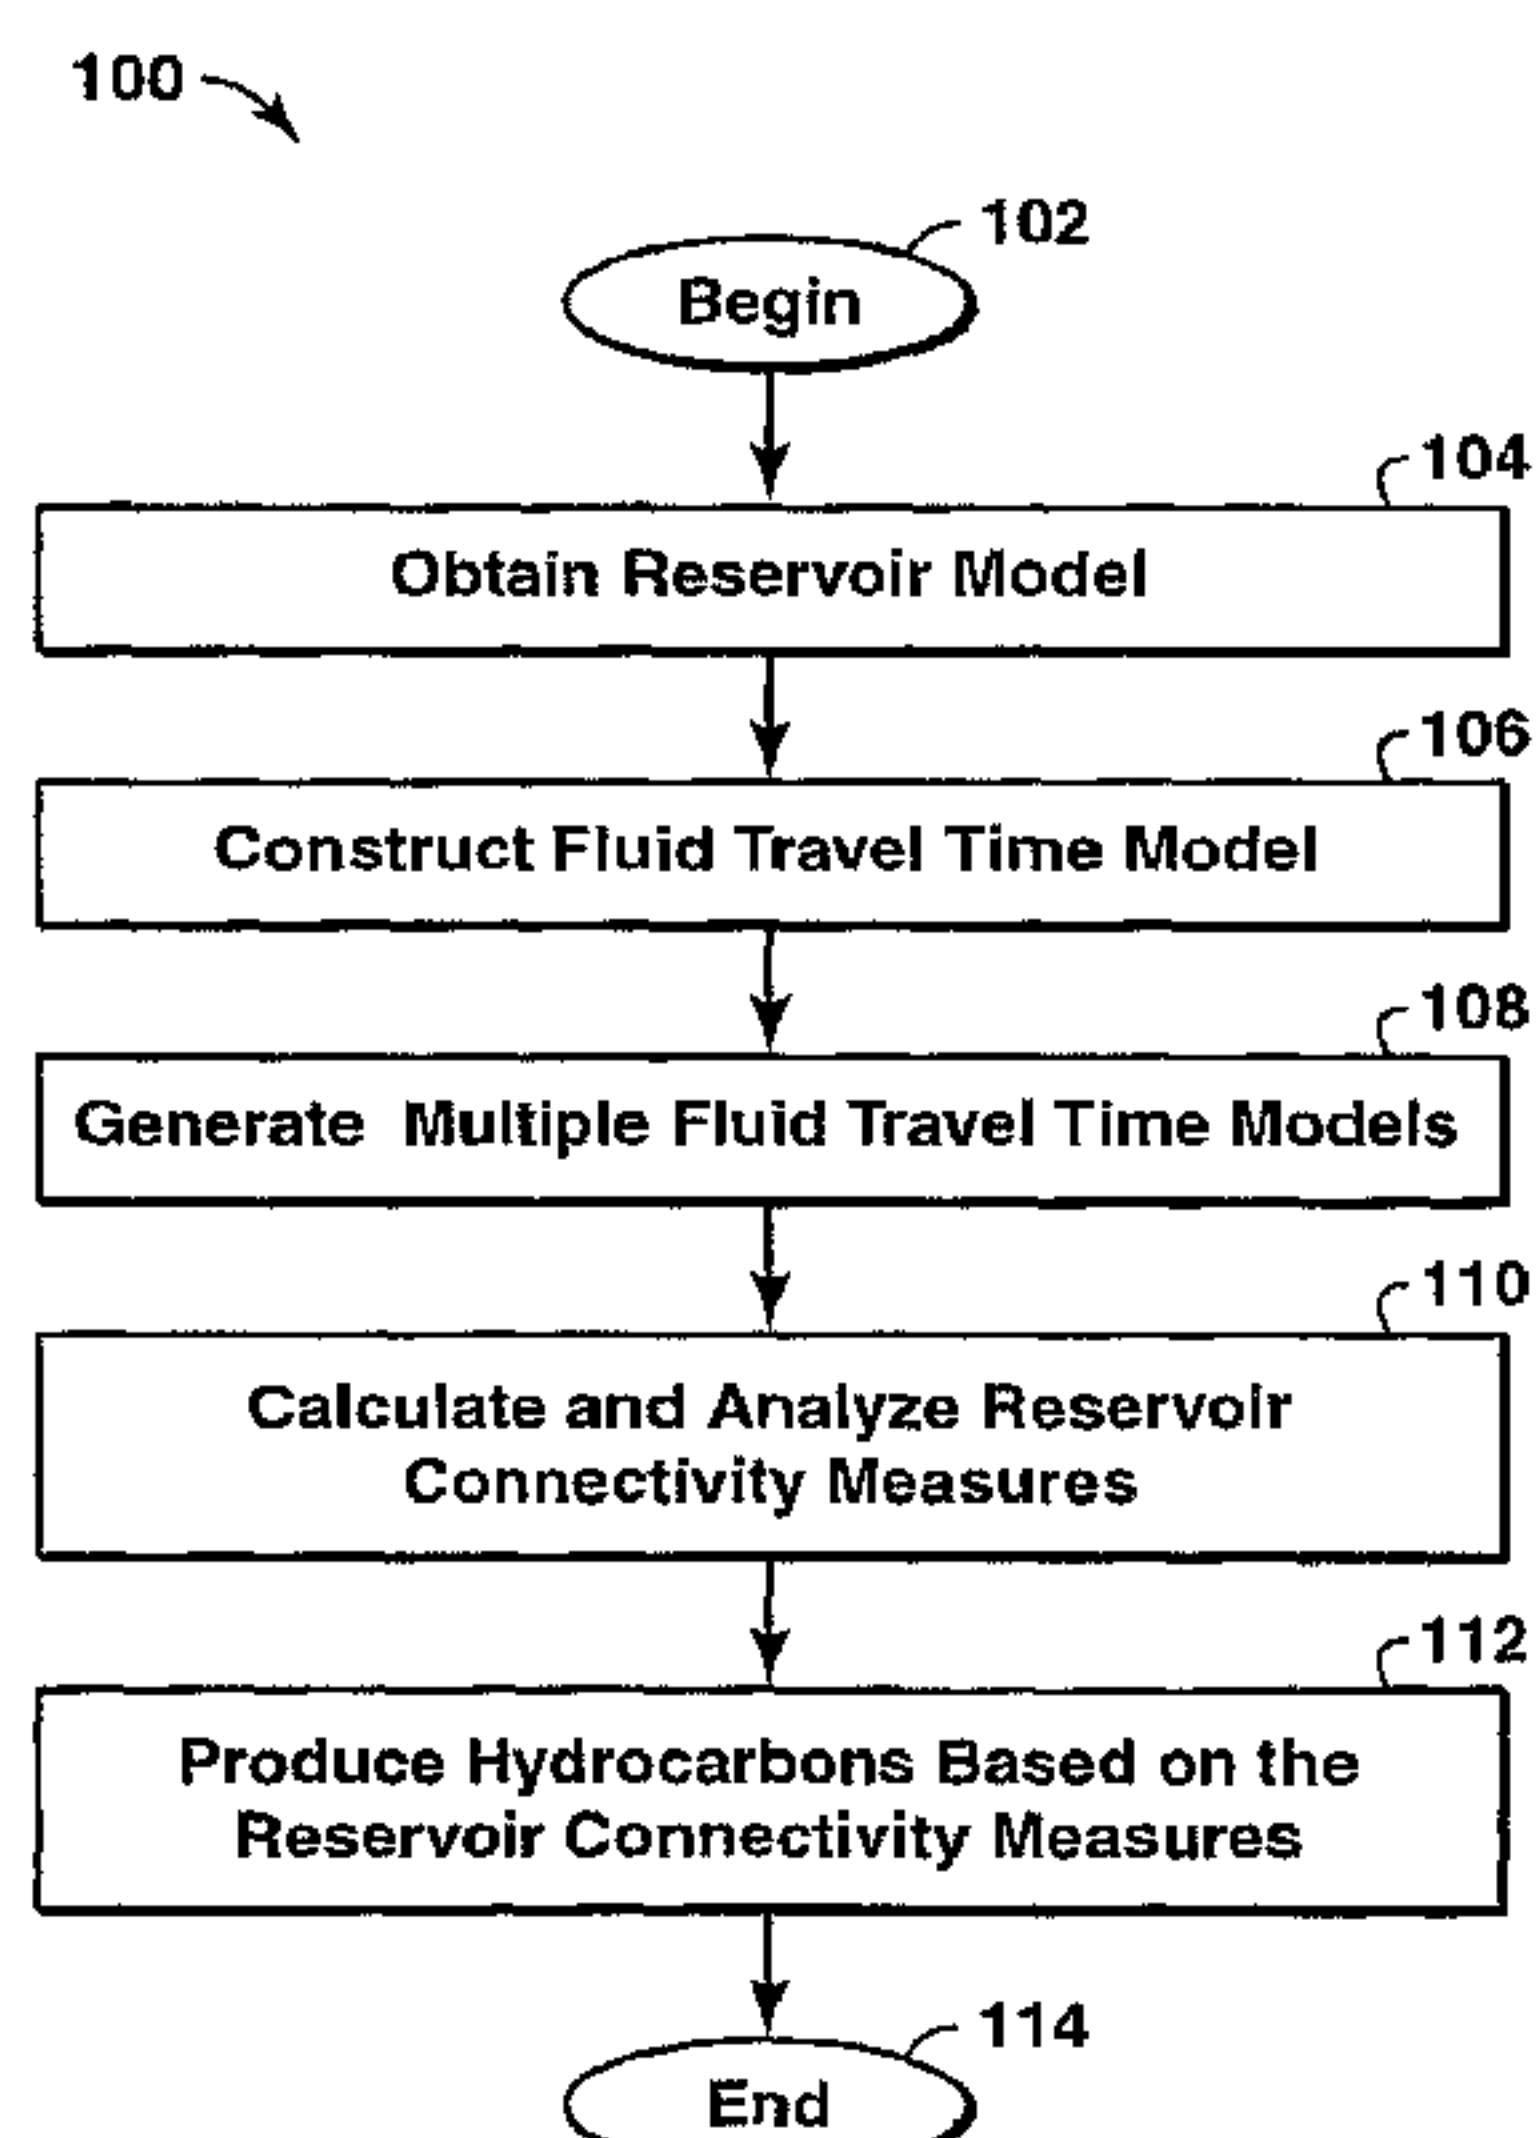 100
102
Begin
104
Obtain Reservoir Model
106
Construct Fluid Travel Time Model
108
Generate Multiple Fluid Travel Time Models
110
Calculate and Analyze Reservoir
Connectivity Measures
112
Produce Hydrocarbons Based on the
Reservoir Connectivity Measures
114
End